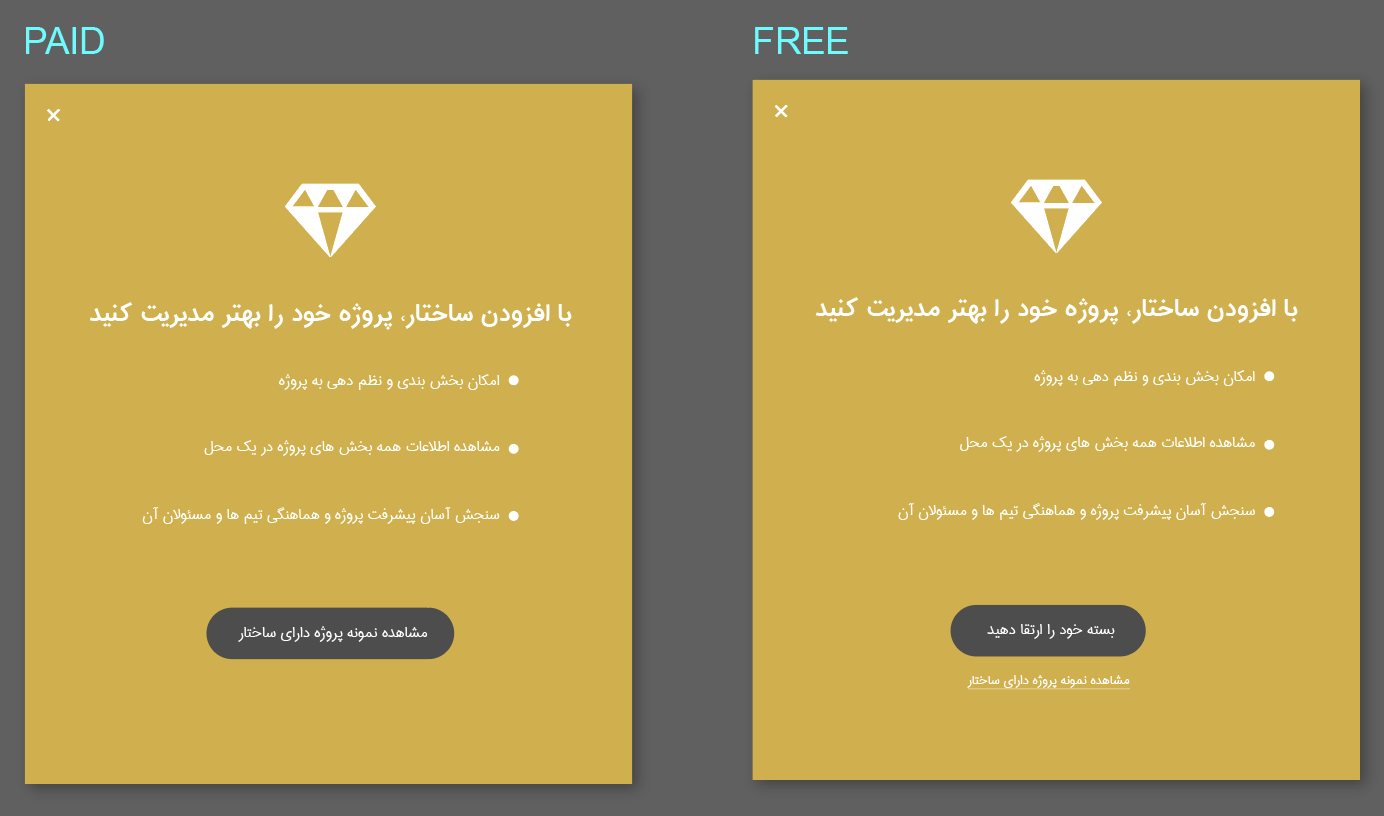 PAID
با افزودن ساختار، پروژه خود را بهتر مدیریت کنید
امکان بخش بندی و نظم دهی به پروژه
مشاهده اطلاعات همه بخش های پروژه در یک محل
سنجش آسان پیشرفت پروژه و هماهنگی تیم ها و مسئولان آن
مشاهده نمونه پروژه دارای ساختار
FREE
با افزودن ساختار، پروژه خود را بهتر مدیریت کنید
امکان بخش بندی و نظم دهی به پروژه
مشاهده اطلاعات همه بخش های پروژه در یک محل
سنجش آسان پیشرفت پروژه و هماهنگی تیم ها و مسئولان آن
بسته خود را ارتقا دهید
مشاهده نمونه پروژه دارای ساختار